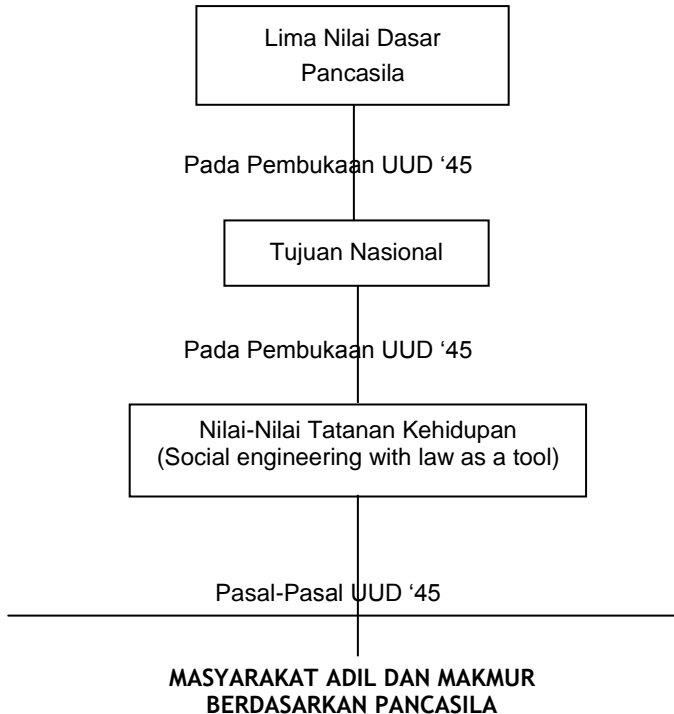 Lima Nilai Dasar
Pancasila
Pada Pembukaan UUD ‘45
Tujuan Nasional
Pada Pembukaan UUD ‘45
Nilai-Nilai Tatanan Kehidupan
(Social engineering with law as a tool)
Pasal-Pasal UUD ‘45
MASYARAKAT ADIL DAN MAKMUR
BERDASARKAN PANCASILA